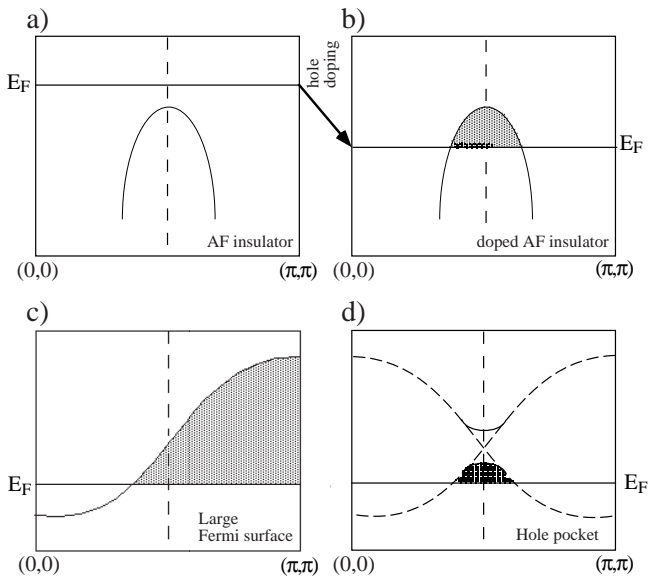 a)
E_F
AF insulator
(0,0)
(π,π)
hole
doping
b)
E_F
doped AF insulator
(0,0)
(π,π)
c)
E_F
Large
Fermi surface
(0,0)
(π,π)
d)
E_F
Hole pocket
(0,0)
(π,π)